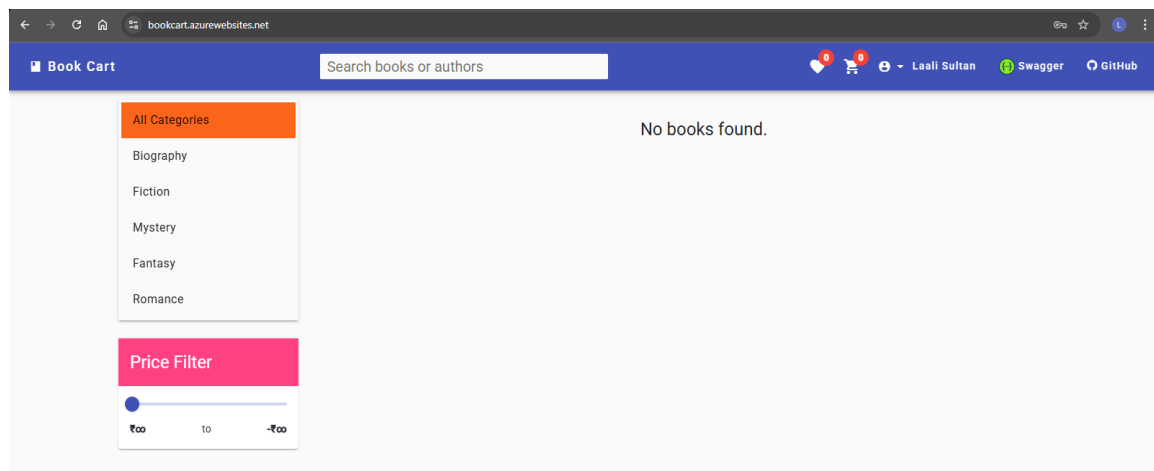 bookcart.azurewebsites.net
L
Book Cart
Search books or authors
0
0
Laali Sultan
Swagger
GitHub
All Categories
Biography
Fiction
Mystery
Fantasy
Romance
No books found.
Price Filter
₹∞ to -₹∞